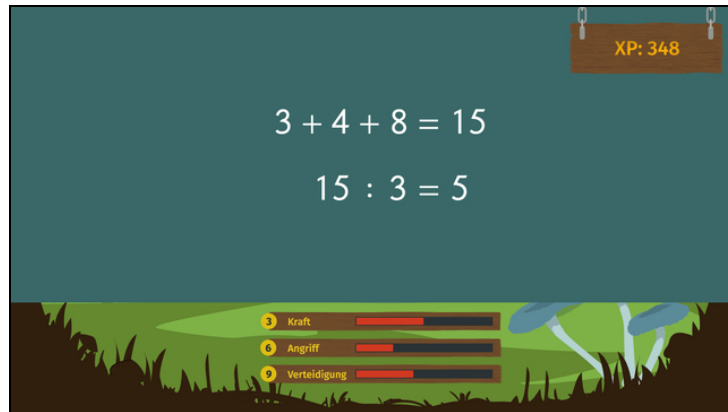 XP: 348
3 + 4 + 8 = 15
15 : 3 = 5
3 Kraft
6 Angriff
9 Verteidigung